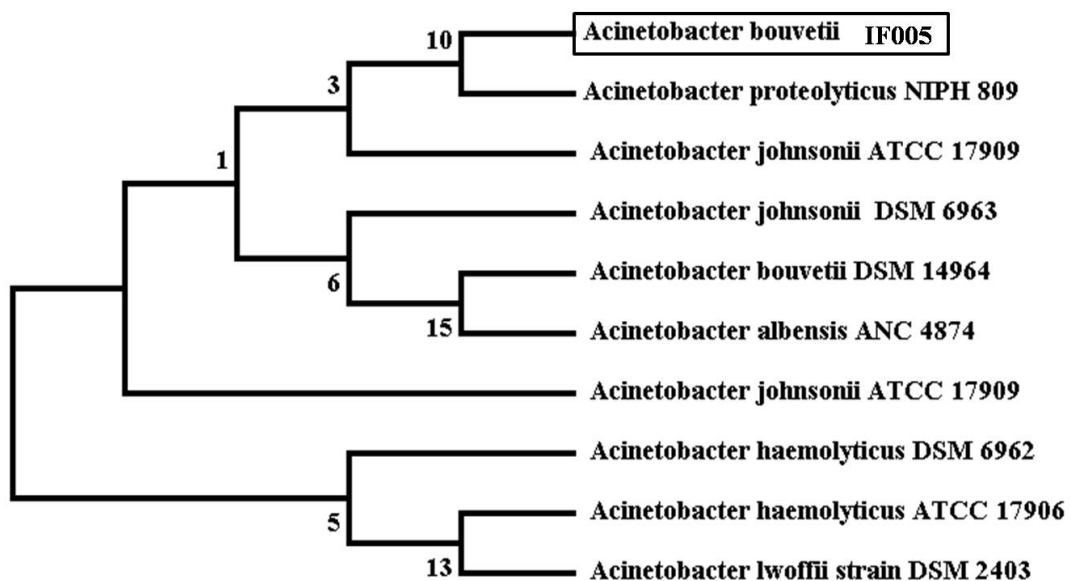 10
Acinetobacter bouvetii IF005
3
Acinetobacter proteolyticus NIPH 809
1
Acinetobacter johnsonii ATCC 17909
Acinetobacter johnsonii DSM 6963
6
Acinetobacter bouvetii DSM 14964
15
Acinetobacter albensis ANC 4874
Acinetobacter johnsonii ATCC 17909
Acinetobacter haemolyticus DSM 6962
5
Acinetobacter haemolyticus ATCC 17906
13
Acinetobacter lwoffii strain DSM 2403